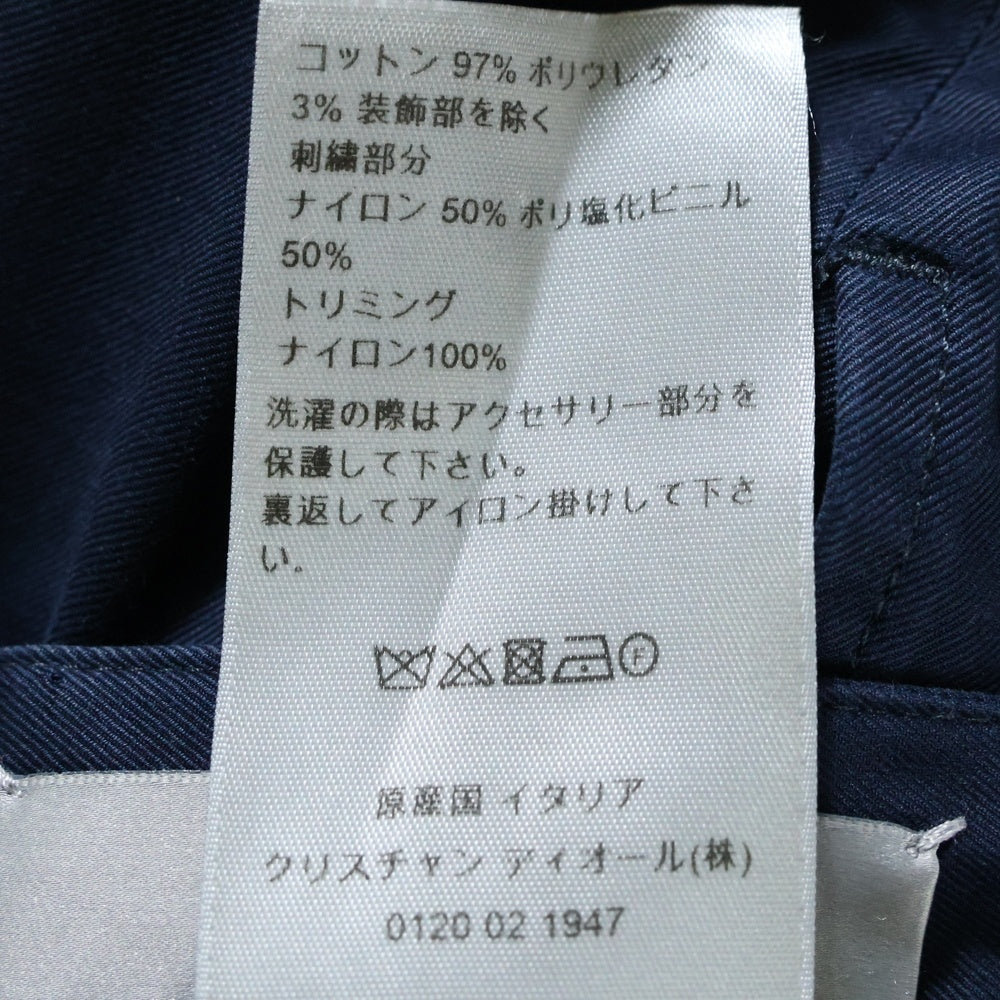 コットン 97% ポリウレタン
3% 装飾部を除く
刺繍部分
ナイロン 50% ポリ塩化ビニル
50%
トリミング
ナイロン100%
洗濯の際はアクセサリー部分を
保護して下さい。
裏返してアイロン掛けして下さ
い。
F
原産国 イタリア
クリスチャン ディオール(株)
0120 02 1947